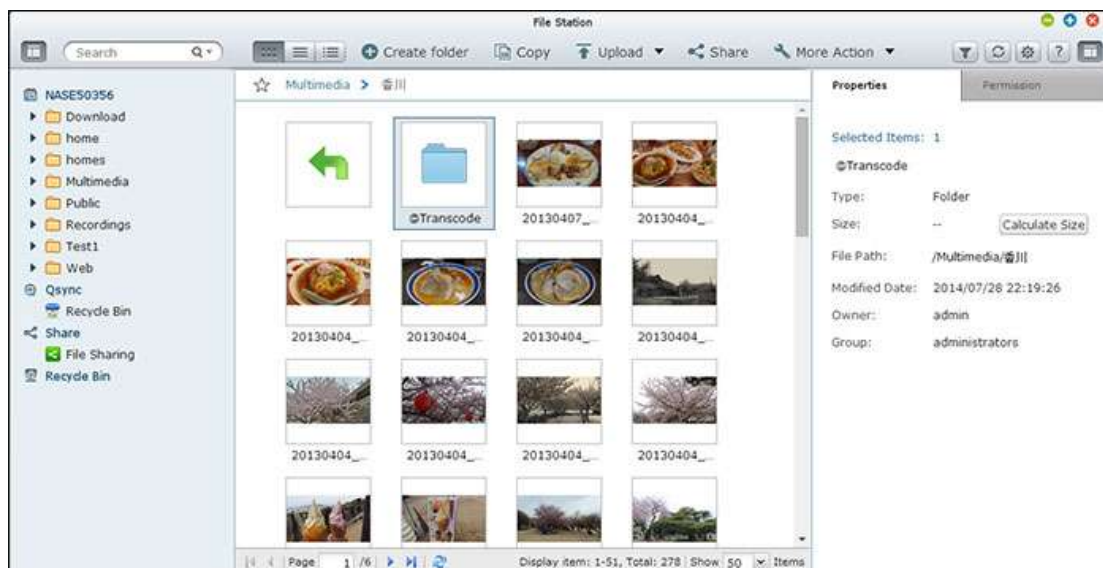 File Station
Search
Create folder
Copy
Upload
Share
More Action
NASE50356
Download
home
homes
Multimedia
Public
Recordings
Test1
Web
Qsync
Recycle Bin
Share
File Sharing
Recycle Bin
Multimedia > 香川
©Transcode
20130407_...
20130404_...
20130404_...
20130404_...
20130404_...
20130404_...
20130404_...
20130404_...
20130404_...
20130404_...
Page 1 /6
Display item: 1-51, Total: 278
Show 50 Items
Properties
Permission
Selected Items: 1
©Transcode
Type: Folder
Size: -- Calculate Size
File Path: /Multimedia/香川
Modified Date: 2014/07/28 22:19:26
Owner: admin
Group: administrators